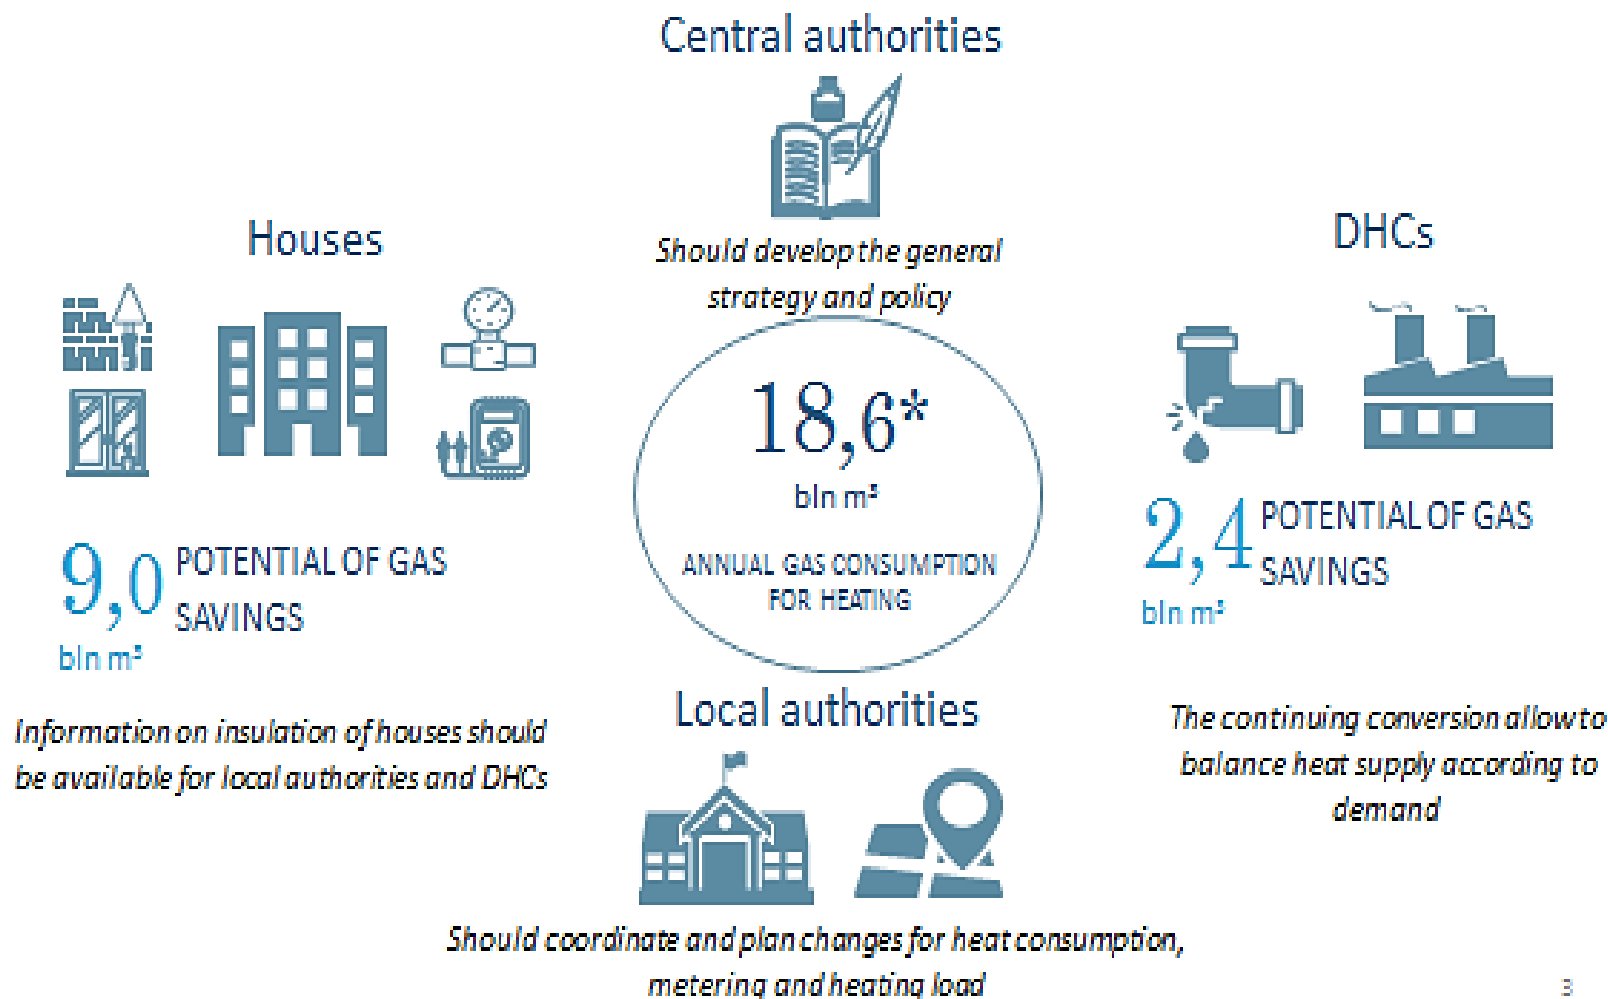 Central authorities
Should develop the general
strategy and policy
Houses
9,0 POTENTIAL OF GAS
SAVINGS
bln m³
Information on insulation of houses should
be available for local authorities and DHCs
18,6*
bln m³
ANNUAL GAS CONSUMPTION
FOR HEATING
DHCs
2,4 POTENTIAL OF GAS
SAVINGS
bln m³
The continuing conversion allow to
balance heat supply according to
demand
Local authorities
Should coordinate and plan changes for heat consumption,
metering and heating load
3